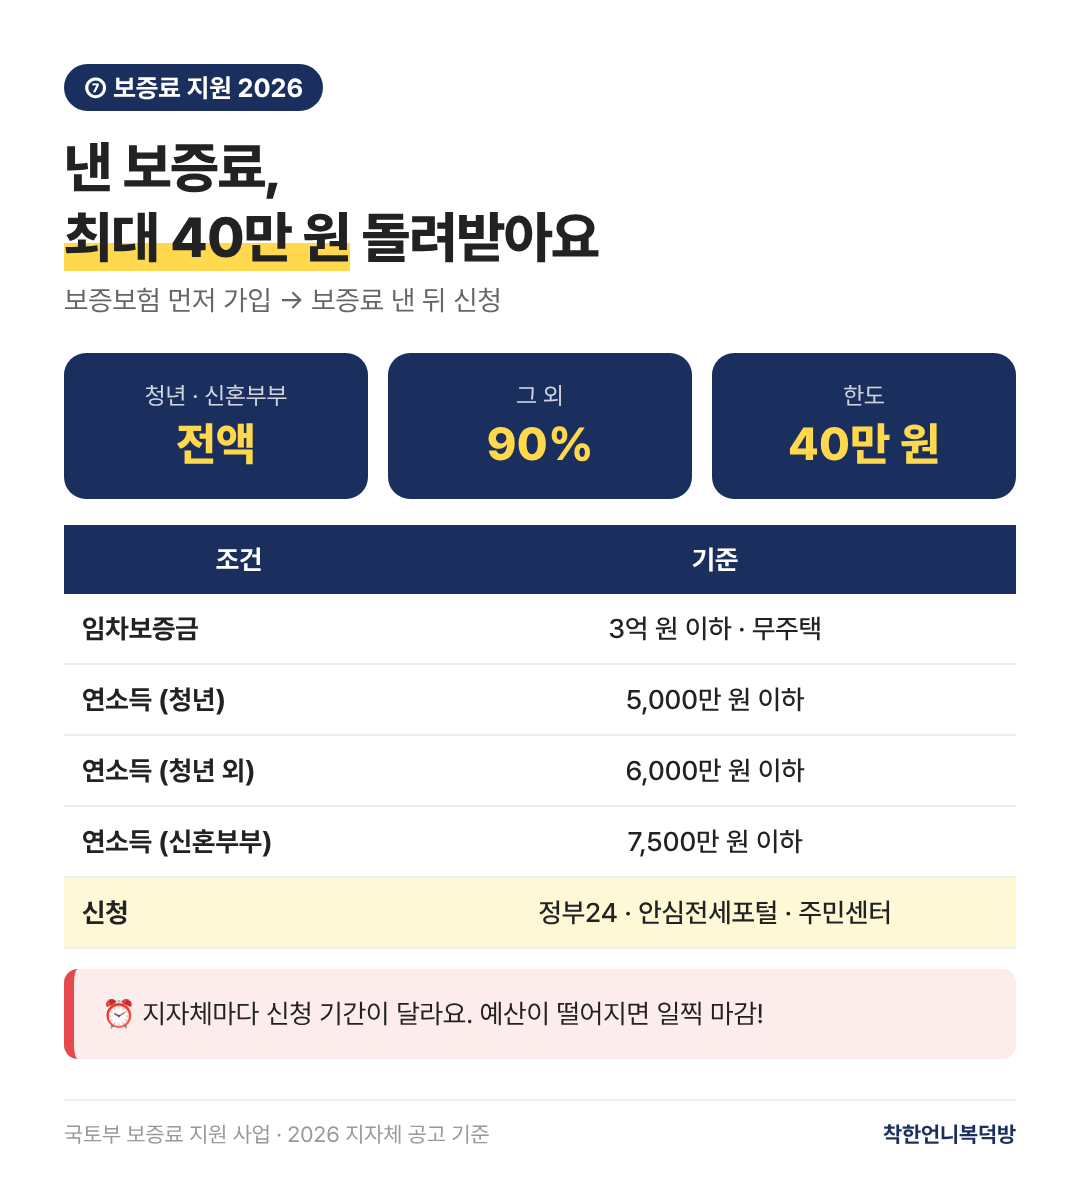 ⑦ 보증료 지원 2026
낸 보증료,
최대 40만 원 돌려받아요
보증보험 먼저 가입 → 보증료 낸 뒤 신청
청년 · 신혼부부
전액
그 외
90%
한도
40만 원
조건 기준
임차보증금 3억 원 이하 · 무주택
연소득 (청년) 5,000만 원 이하
연소득 (청년 외) 6,000만 원 이하
연소득 (신혼부부) 7,500만 원 이하
신청 정부24 · 안심전세포털 · 주민센터
⏰ 지자체마다 신청 기간이 달라요. 예산이 떨어지면 일찍 마감!
국토부 보증료 지원 사업 · 2026 지자체 공고 기준
착한언니복덕방